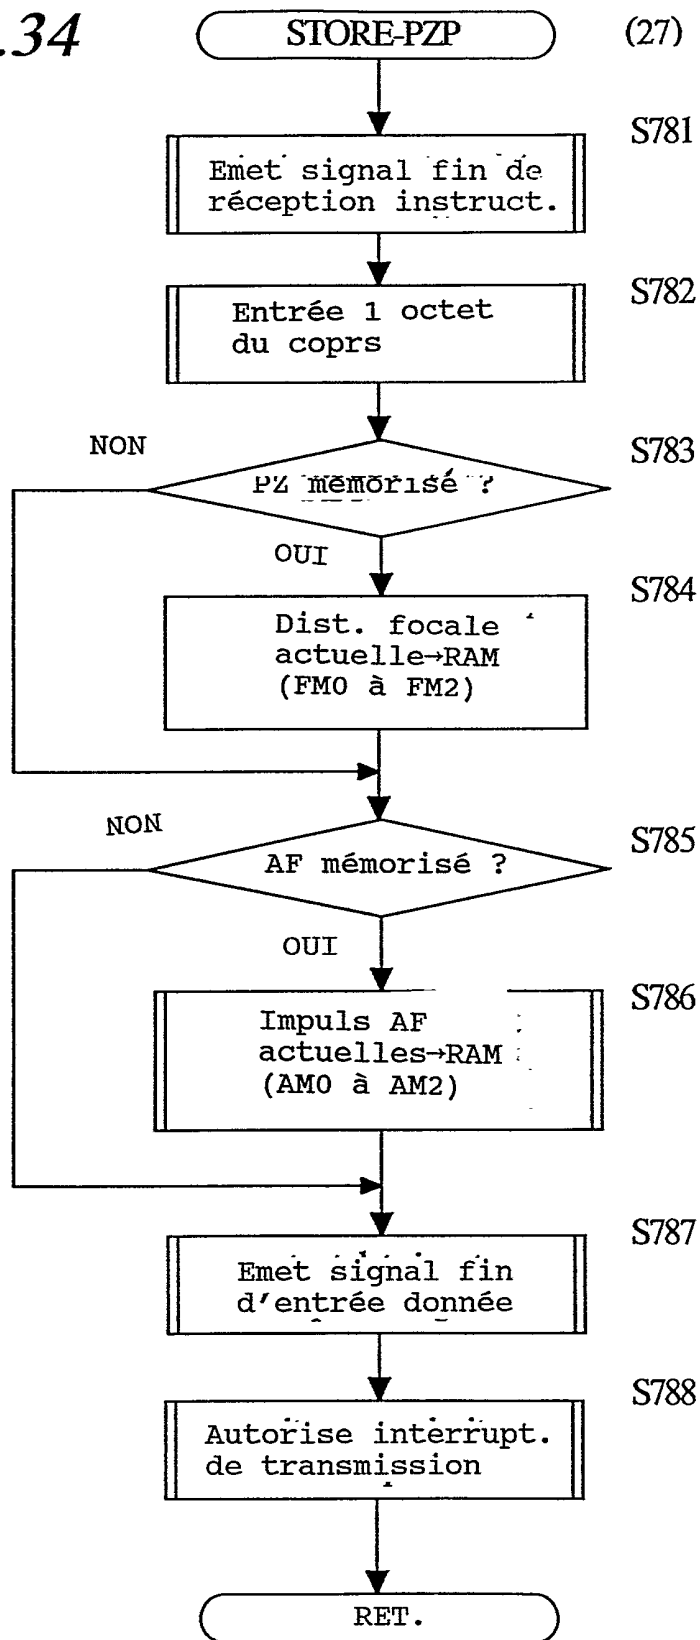 .34
STORE-PZP
(27)
S781
Emet signal fin de
réception instruct.
S782
Entrée 1 octet
du coprs
S783
NON
PZ mémorisé ?
OUI
S784
Dist. focale
actuelle→RAM
(FM0 à FM2)
NON
S785
AF mémorisé ?
OUI
S786
Impuls AF
actuelles→RAM
(AM0 à AM2)
S787
Emet signal fin
d'entrée donnée
S788
Autorise interrupt.
de transmission
RET.